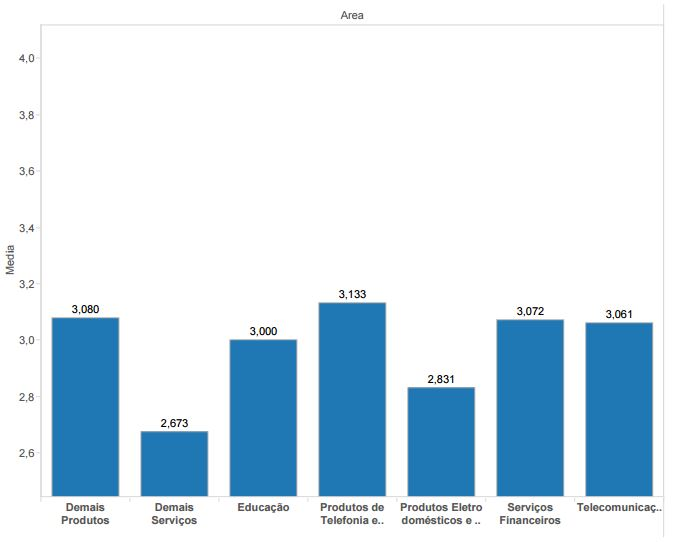 Area
4,0
3,8
3,6
3,4
3,2
3,0
2,8
2,6
Media
3,080
2,673
3,000
3,133
2,831
3,072
3,061
Demais
Produtos
Demais
Serviços
Educação
Produtos de
Telefonia e..
Produtos Eletro
domésticos e ..
Serviços
Financeiros
Telecomunicaç..